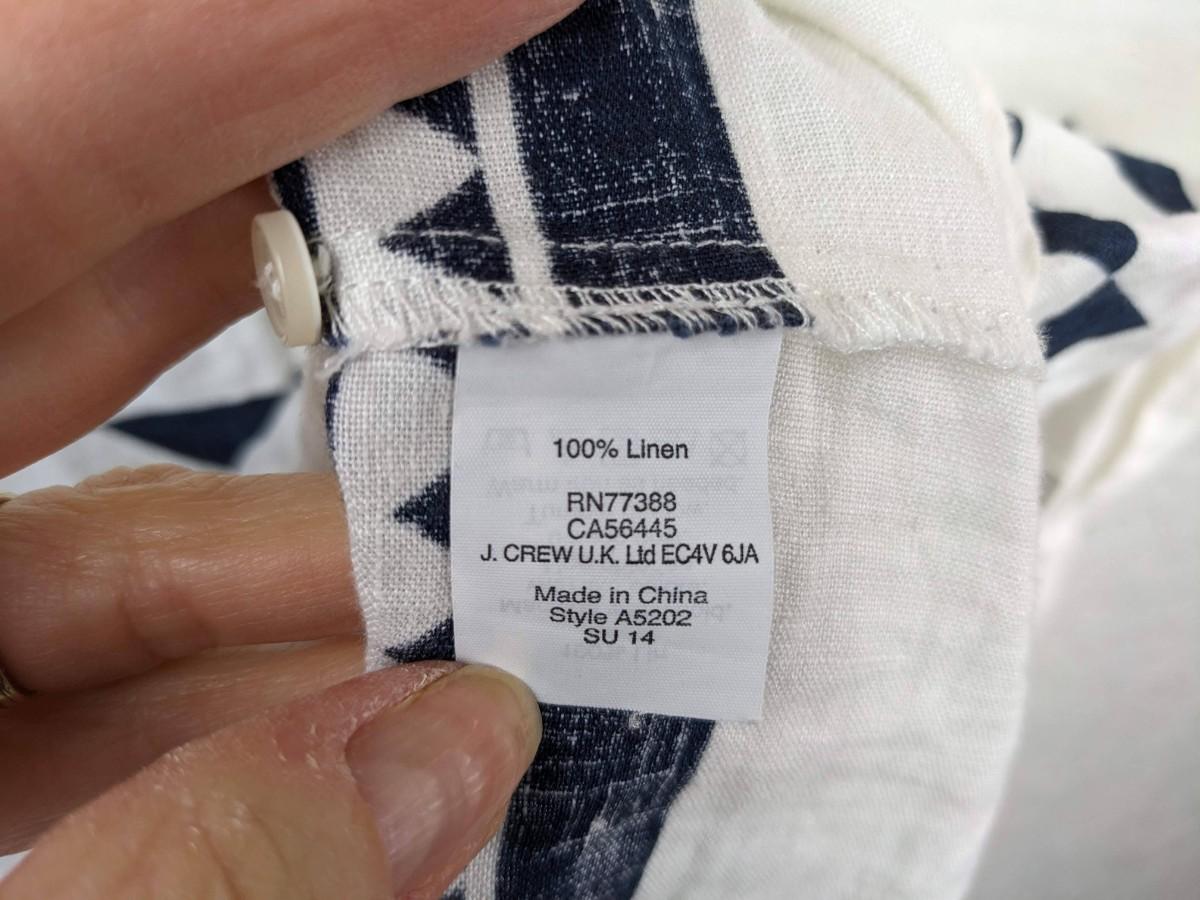 100% Linen
RN77388
CA56445
J. CREW U.K. Ltd EC4V 6JA
Made in China
Style A5202
SU 14